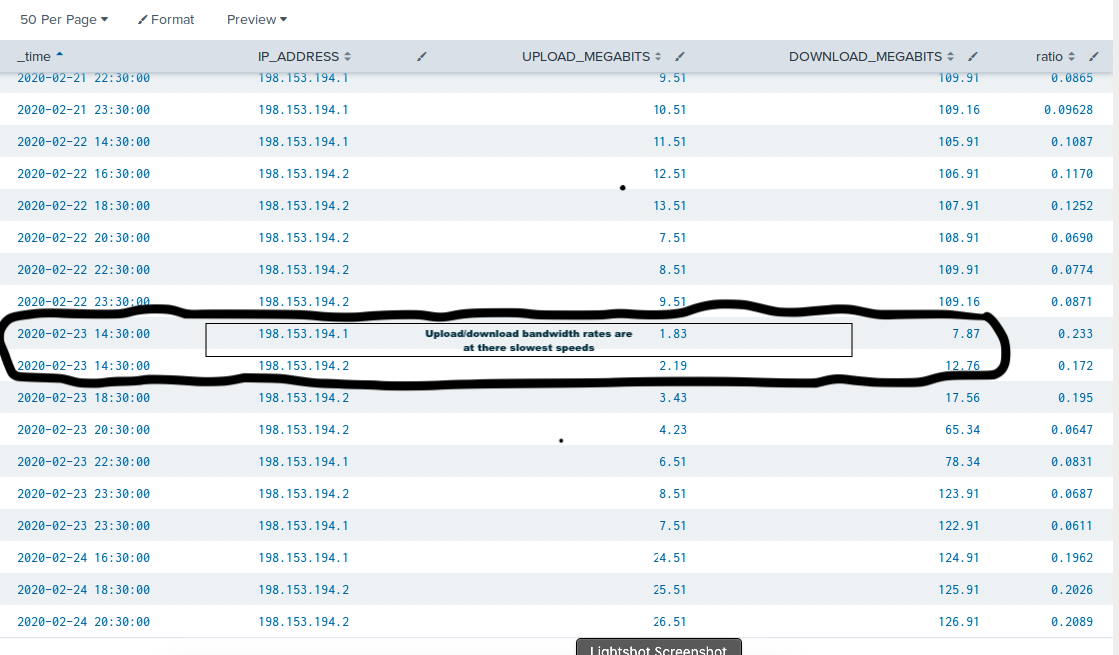 50 Per Page Format Preview
_time IP_ADDRESS UPLOAD_MEGABITS DOWNLOAD_MEGABITS ratio
2020-02-21 22:30:00 198.153.194.1 9.51 109.91 0.0865
2020-02-21 23:30:00 198.153.194.1 10.51 109.16 0.09628
2020-02-22 14:30:00 198.153.194.1 11.51 105.91 0.1087
2020-02-22 16:30:00 198.153.194.2 12.51 106.91 0.1170
2020-02-22 18:30:00 198.153.194.2 13.51 107.91 0.1252
2020-02-22 20:30:00 198.153.194.2 7.51 108.91 0.0690
2020-02-22 22:30:00 198.153.194.2 8.51 109.91 0.0774
2020-02-22 23:30:00 198.153.194.2 9.51 109.16 0.0871
2020-02-23 14:30:00 198.153.194.1 Upload/download bandwidth rates are 1.83 7.87 0.233
at there slowest speeds
2020-02-23 14:30:00 198.153.194.2 2.19 12.76 0.172
2020-02-23 18:30:00 198.153.194.2 3.43 17.56 0.195
2020-02-23 20:30:00 198.153.194.2 4.23 65.34 0.0647
2020-02-23 22:30:00 198.153.194.1 6.51 78.34 0.0831
2020-02-23 23:30:00 198.153.194.2 8.51 123.91 0.0687
2020-02-23 23:30:00 198.153.194.1 7.51 122.91 0.0611
2020-02-24 16:30:00 198.153.194.1 24.51 124.91 0.1962
2020-02-24 18:30:00 198.153.194.2 25.51 125.91 0.2026
2020-02-24 20:30:00 198.153.194.2 26.51 126.91 0.2089
Lightshot Screenshot